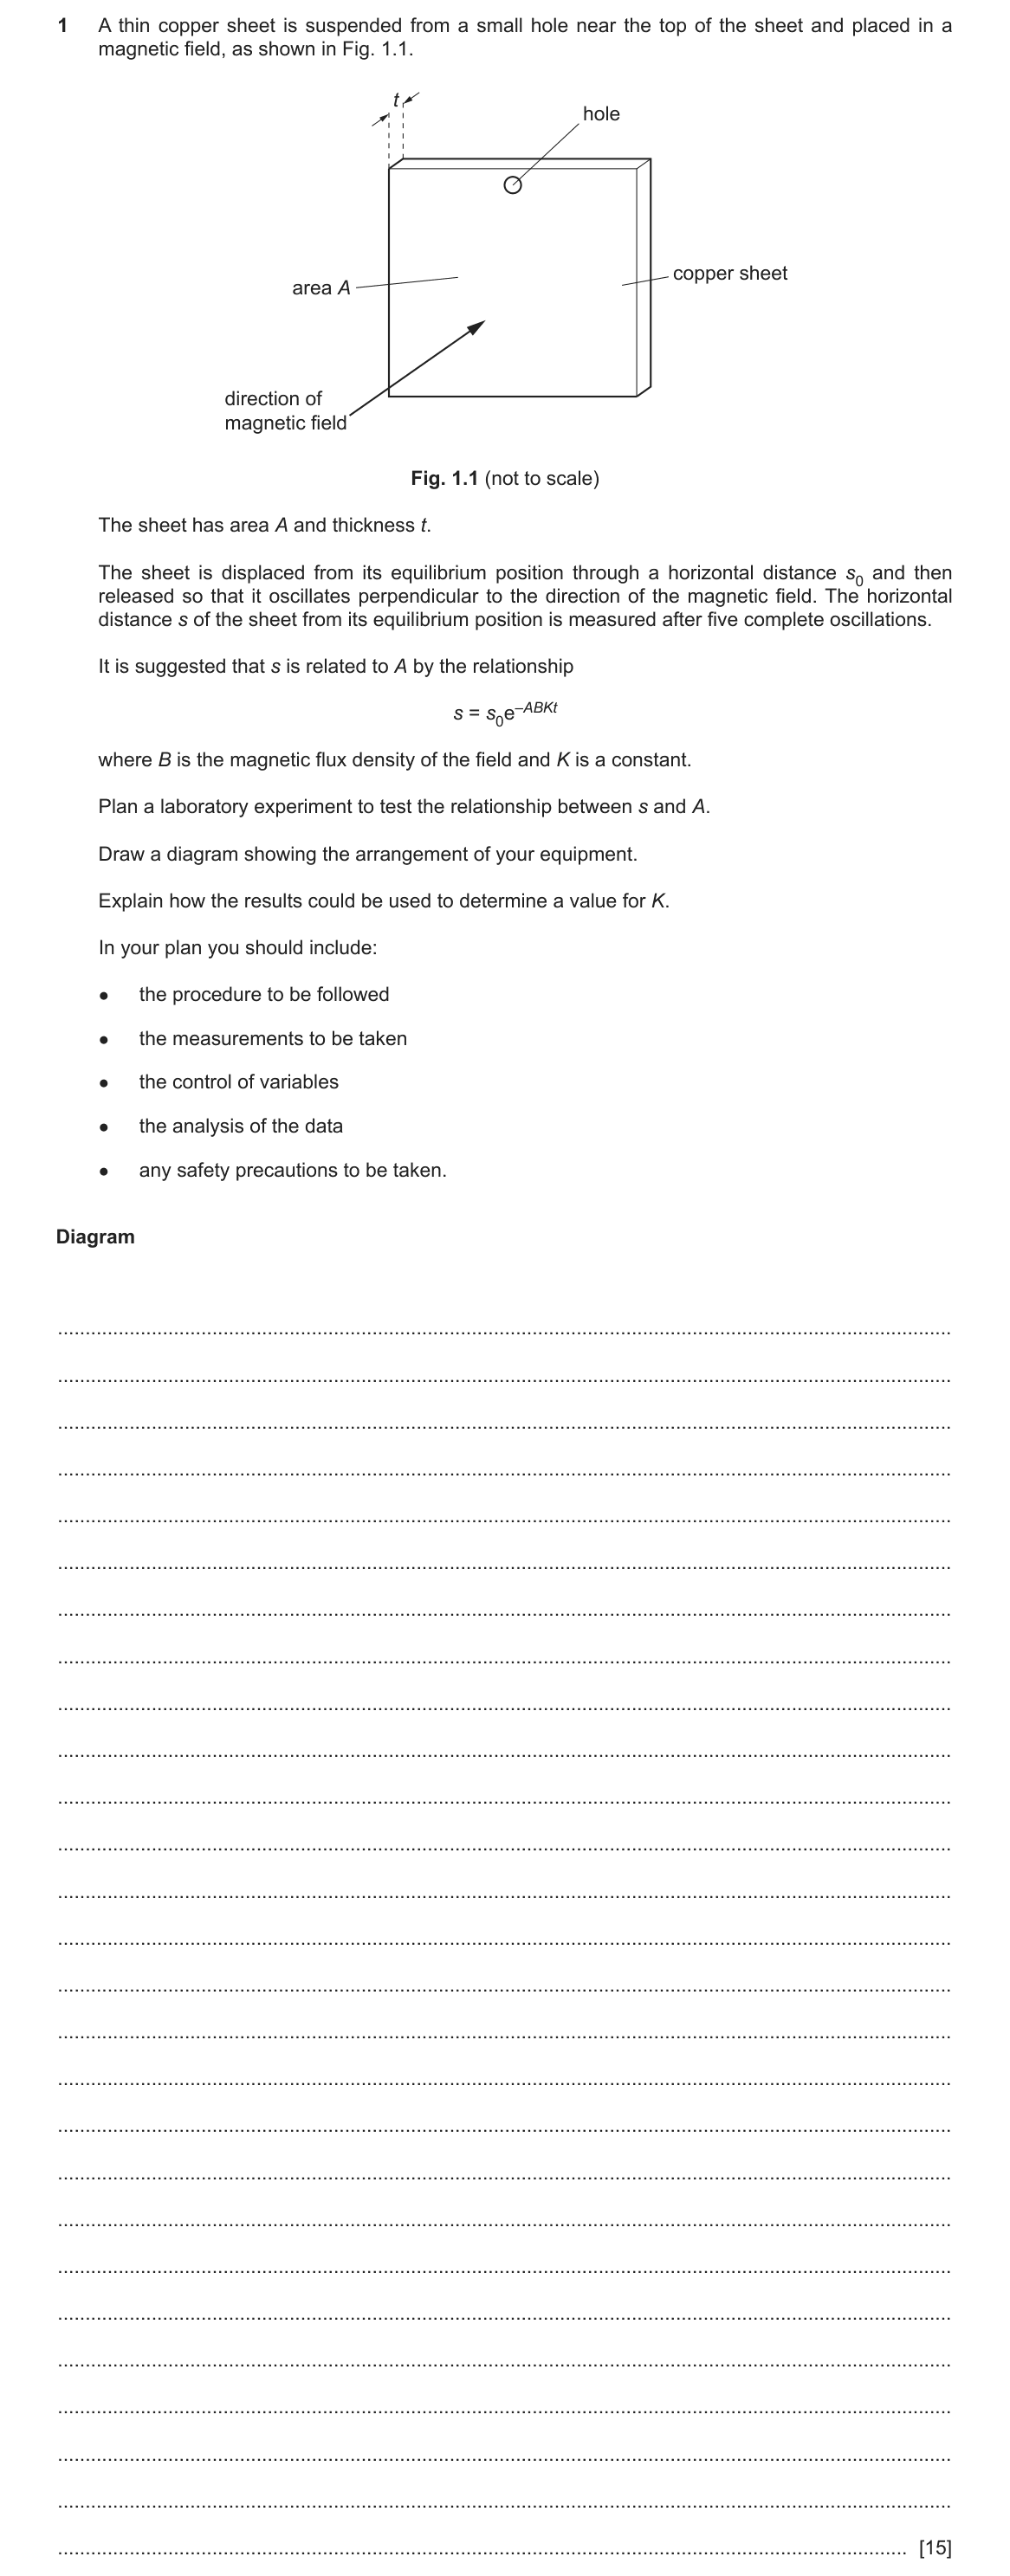 1 A thin copper sheet is suspended from a small hole near the top of the sheet and placed in a
magnetic field, as shown in Fig. 1.1.
t
hole
area A
copper sheet
direction of
magnetic field
Fig. 1.1 (not to scale)
The sheet has area A and thickness t.
The sheet is displaced from its equilibrium position through a horizontal distance s₀ and then
released so that it oscillates perpendicular to the direction of the magnetic field. The horizontal
distance s of the sheet from its equilibrium position is measured after five complete oscillations.
It is suggested that s is related to A by the relationship
s = s₀e^–ABKt
where B is the magnetic flux density of the field and K is a constant.
Plan a laboratory experiment to test the relationship between s and A.
Draw a diagram showing the arrangement of your equipment.
Explain how the results could be used to determine a value for K.
In your plan you should include:
• the procedure to be followed
• the measurements to be taken
• the control of variables
• the analysis of the data
• any safety precautions to be taken.
Diagram
[15]